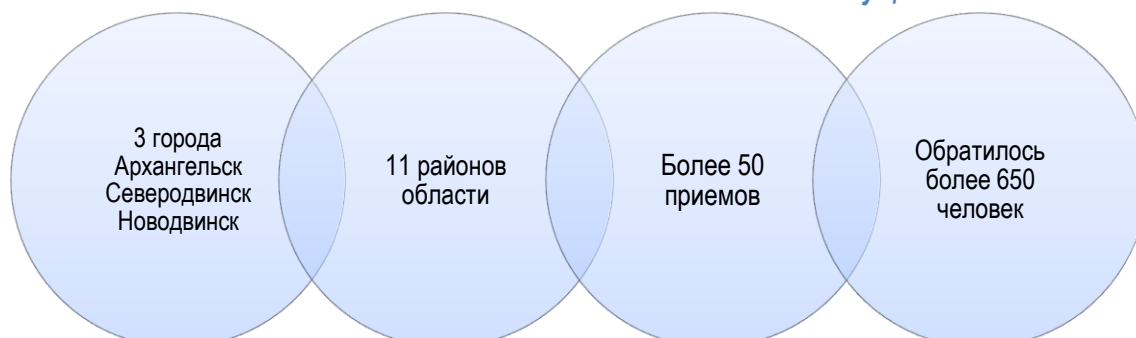 3 города
Архангельск
Северодвинск
Новодвинск
11 районов
области
Более 50
приемов
Обратилось
более 650
человек